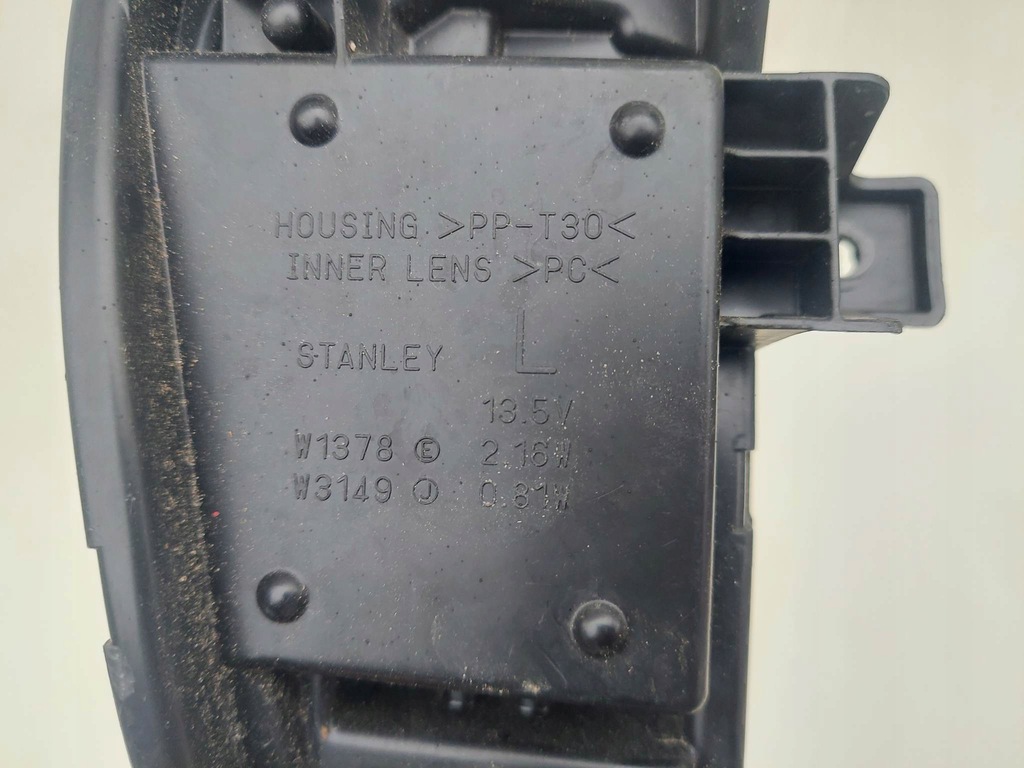 HOUSING >PP-T30<
INNER LENS >PC<
STANLEY L
13.5V
W1378 Ⓔ 2.16W
W3149 Ⓙ 0.81W